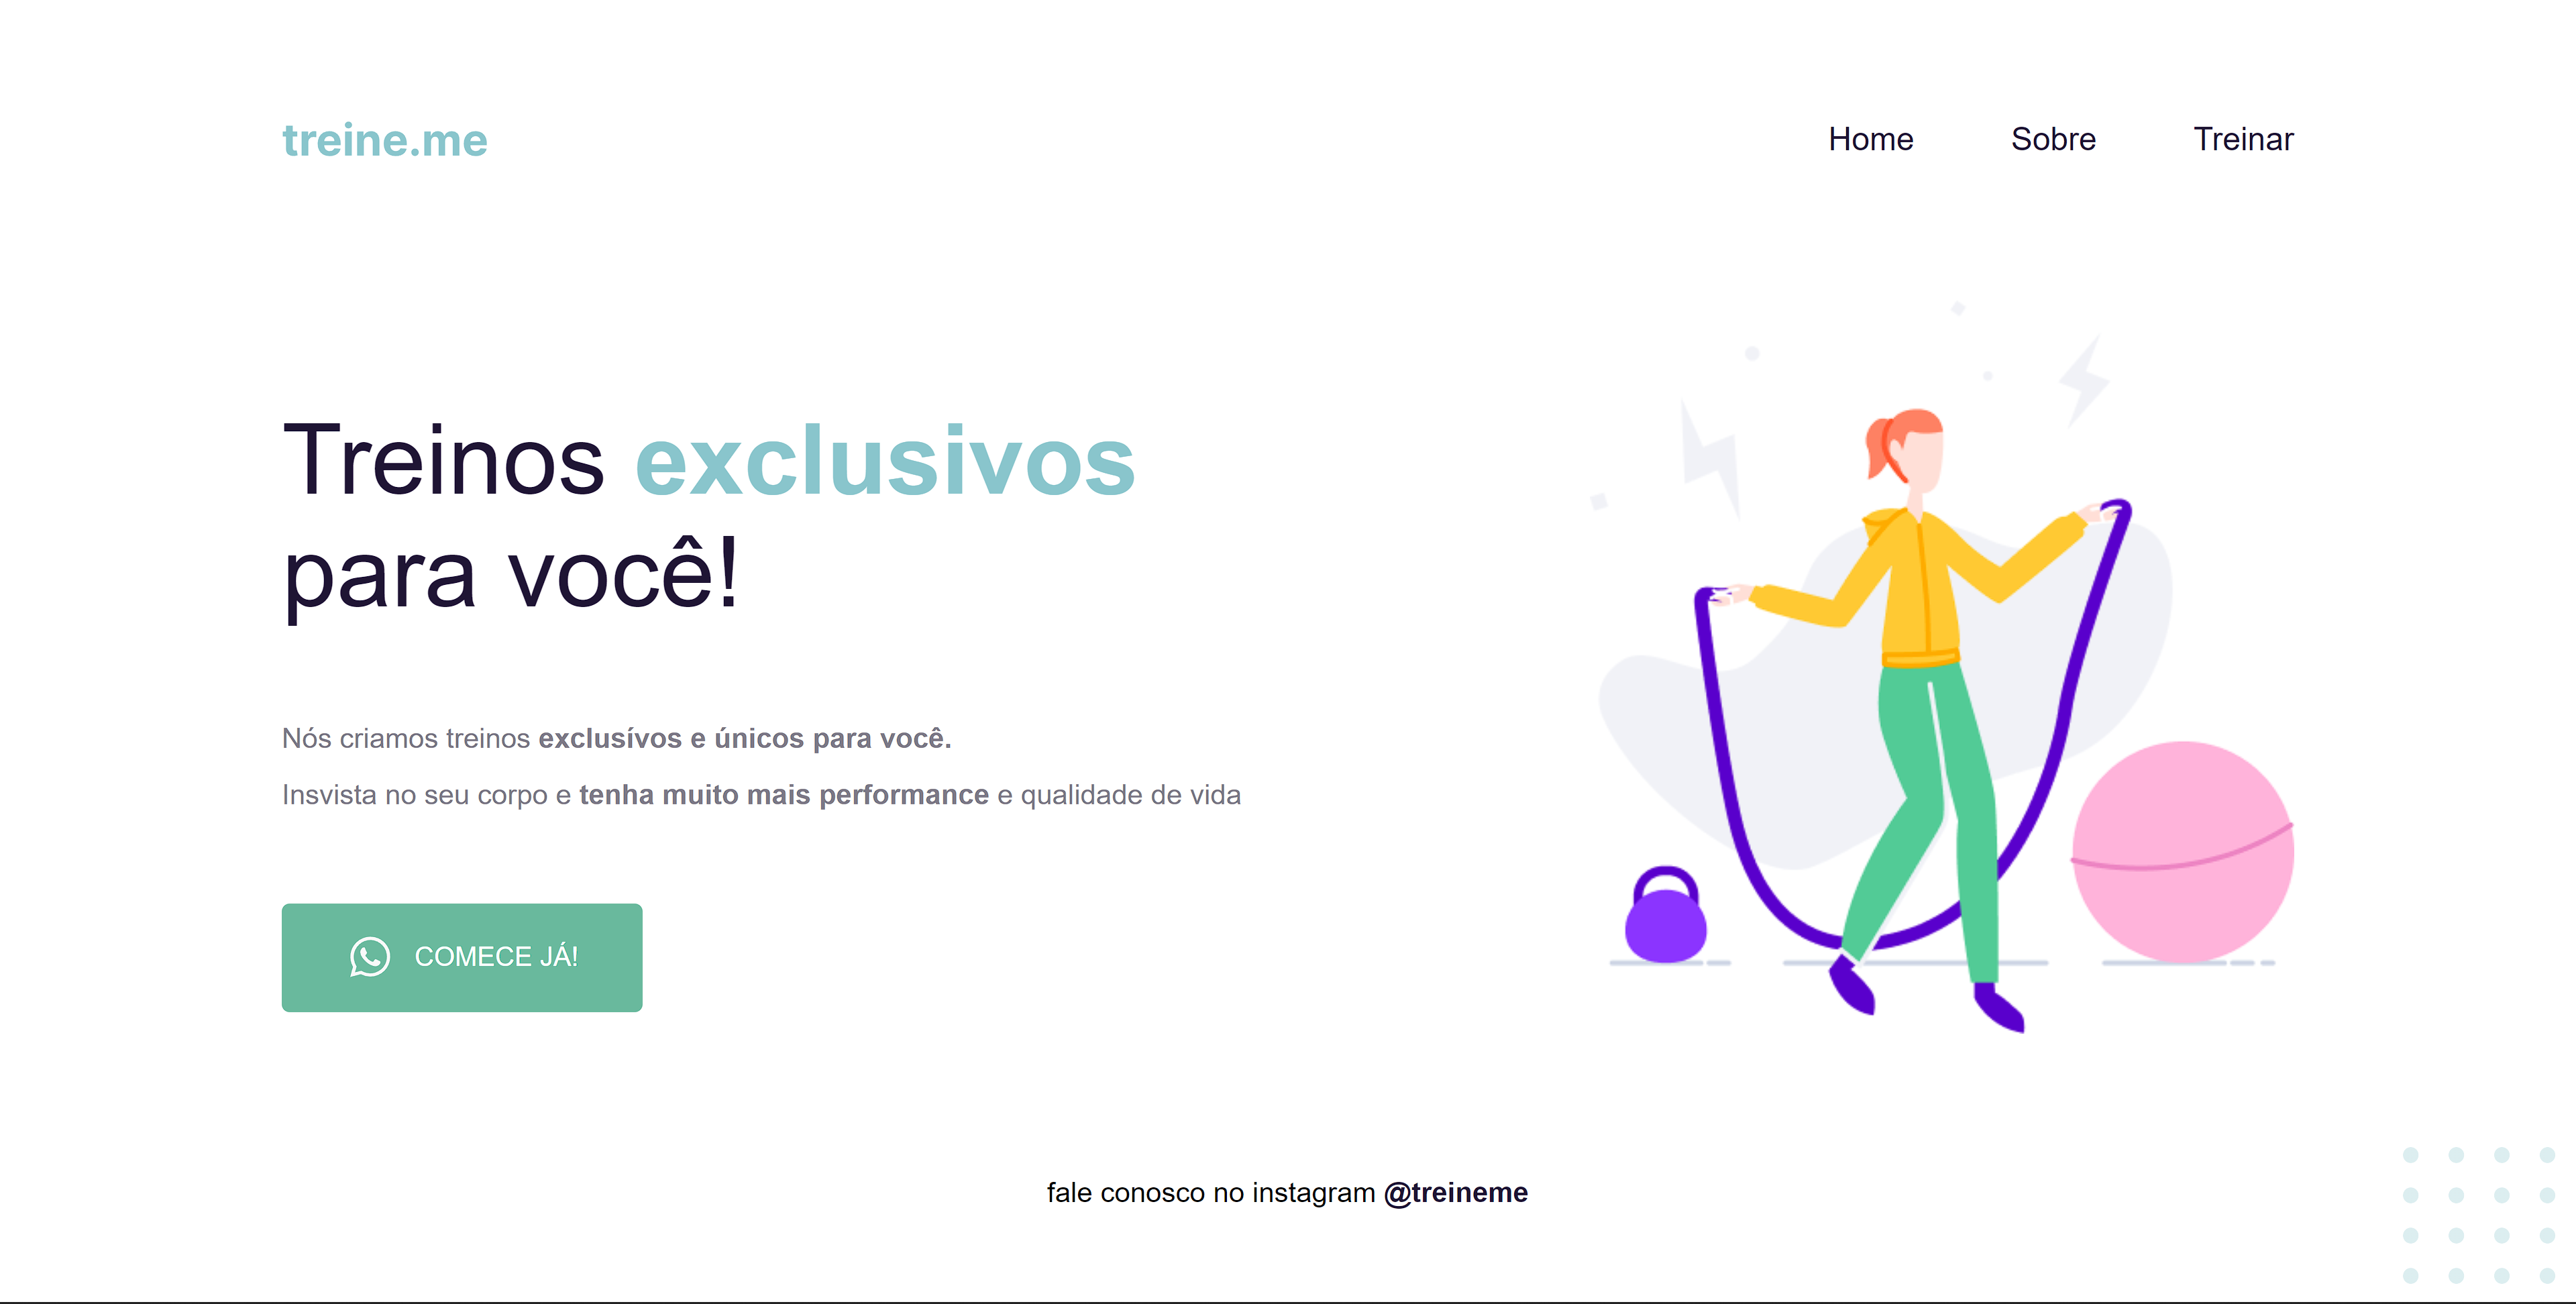 treine.me
Home Sobre Treinar
Treinos exclusivos
para você!
Nós criamos treinos exclusívos e únicos para você.
Insvista no seu corpo e tenha muito mais performance e qualidade de vida
COMECE JÁ!
fale conosco no instagram @treineme